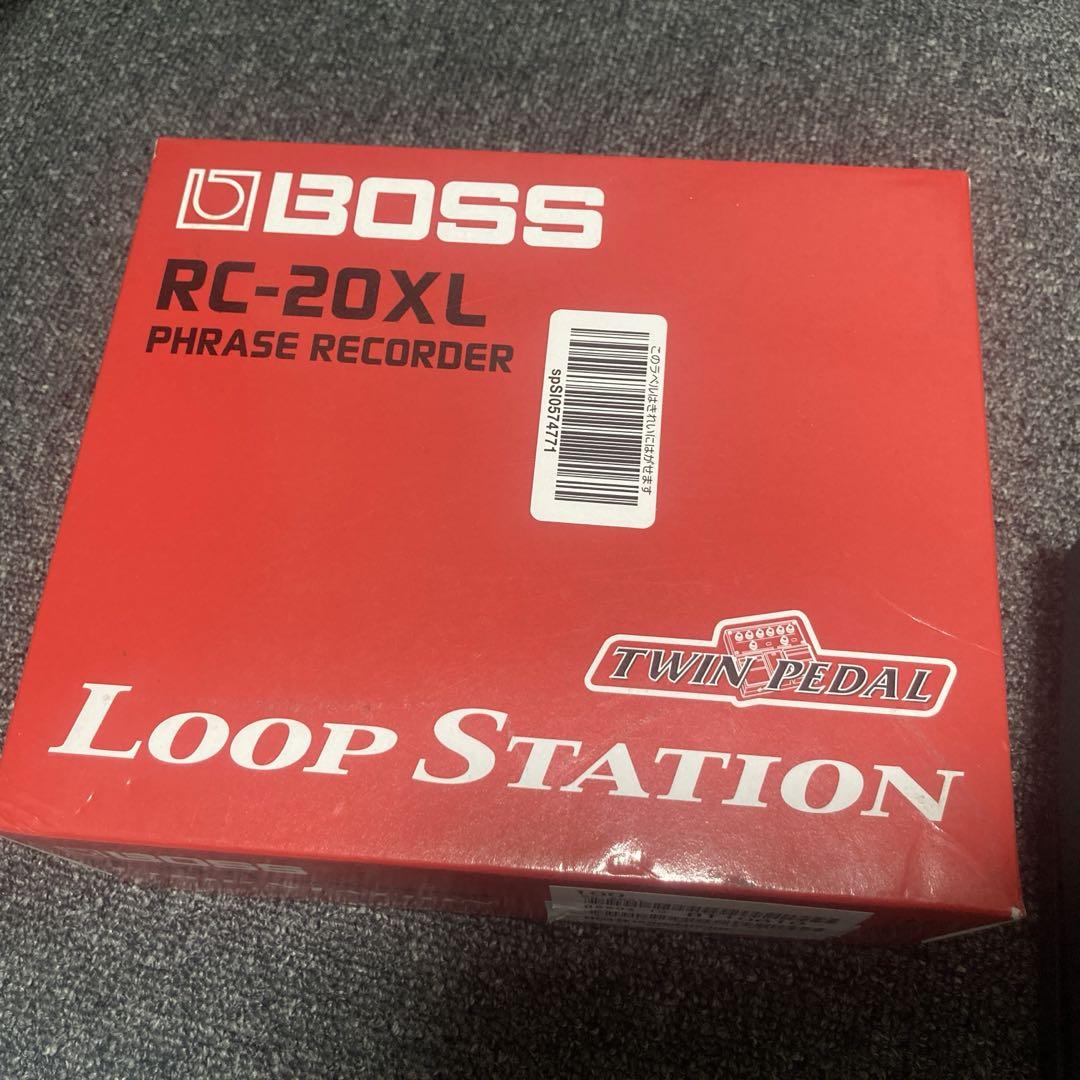 BOSS
RC-20XL
PHRASE RECORDER
このラベルはきれいにはがせます
spSI0574771
TWIN PEDAL
LOOP STATION
BOSS